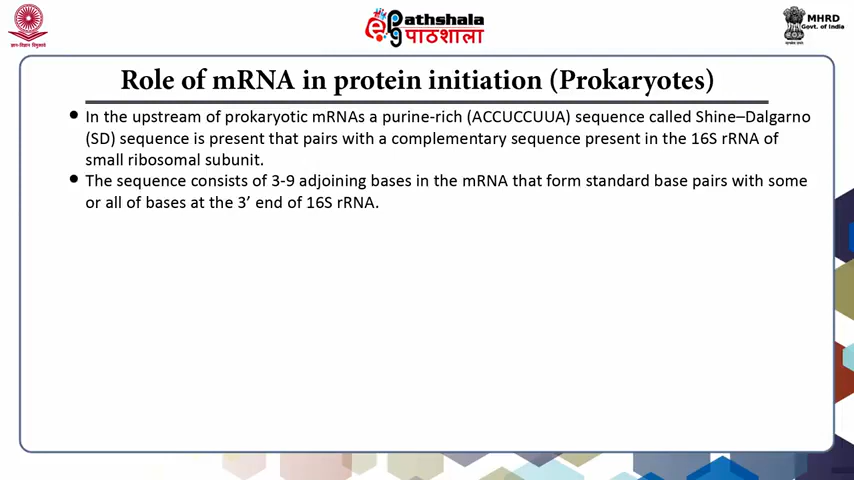 ज्ञान-विज्ञान विमुक्तये
Pathshala
पाठशाला
MHRD
Govt. of India
Role of mRNA in protein initiation (Prokaryotes)
● In the upstream of prokaryotic mRNAs a purine-rich (ACCUCCUUA) sequence called Shine–Dalgarno
(SD) sequence is present that pairs with a complementary sequence present in the 16S rRNA of
small ribosomal subunit.
● The sequence consists of 3-9 adjoining bases in the mRNA that form standard base pairs with some
or all of bases at the 3’ end of 16S rRNA.